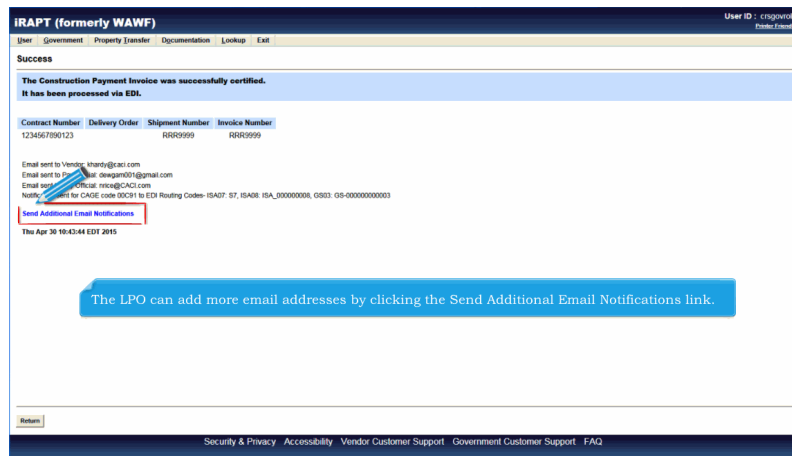 iRAPT (formerly WAWF)
User ID : crsgovrol
Printer Friend
User Government Property Transfer Documentation Lookup Exit
Success
The Construction Payment Invoice was successfully certified.
It has been processed via EDI.
Contract Number Delivery Order Shipment Number Invoice Number
1234567890123 RRR9999 RRR9999
Email sent to Vendor: khardy@caci.com
Email sent to ial: dewgam001@gmail.com
Email sent Official: nrice@CACI.com
sent for CAGE code 00C91 to EDI Routing Codes- ISA07: S7, ISA08: ISA_000000008, GS03: GS-000000000003
Send Additional Email Notifications
Thu Apr 30 10:43:44 EDT 2015
The LPO can add more email addresses by clicking the Send Additional Email Notifications link.
Return
Security & Privacy Accessibility Vendor Customer Support Government Customer Support FAQ